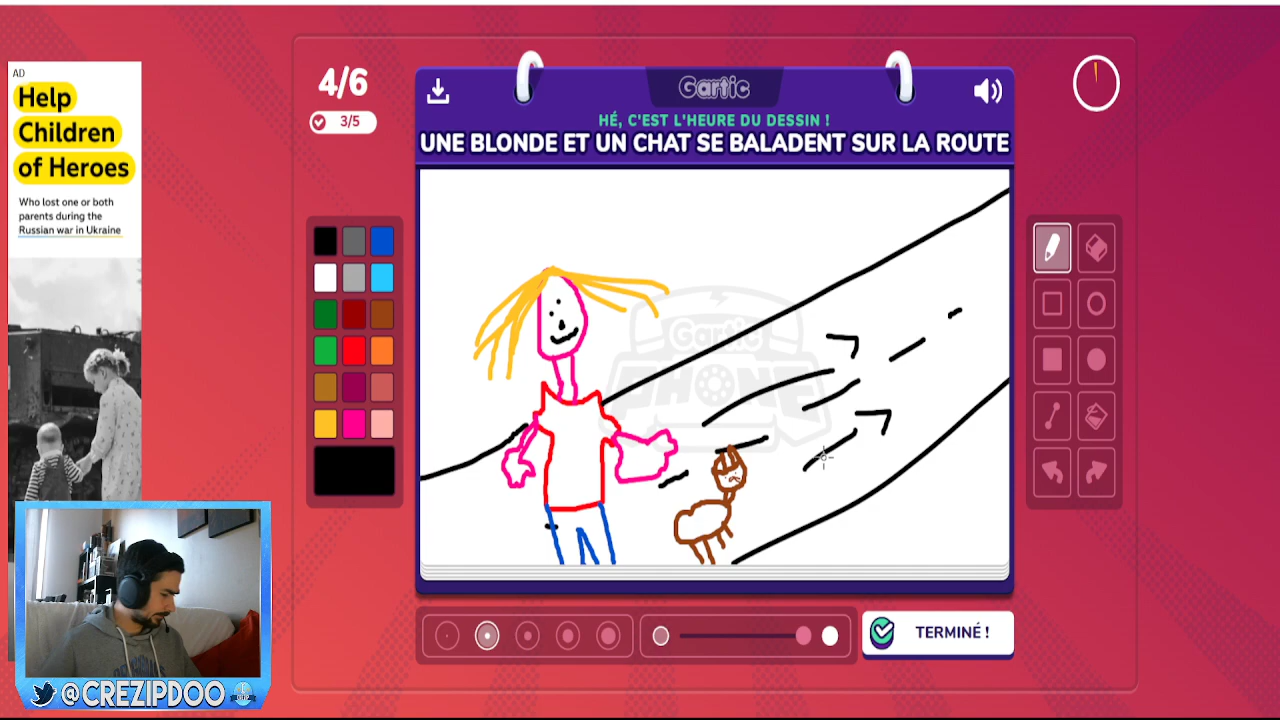 AD
Help
Children
of Heroes
Who lost one or both
parents during the
Russian war in Ukraine
4/6
3/5
Gartic
HÉ, C'EST L'HEURE DU DESSIN !
UNE BLONDE ET UN CHAT SE BALADENT SUR LA ROUTE
Gartic
PHONE
TERMINÉ !
@CREZIPDOO